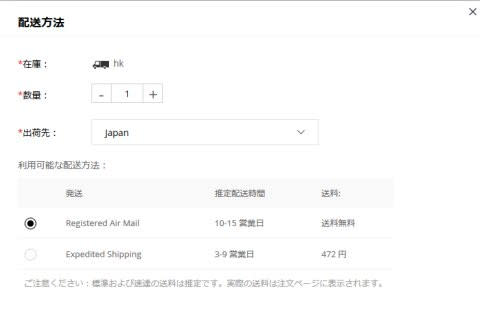 配送方法
*在庫： hk
*数量： - 1 +
*出荷先： Japan
利用可能な配送方法：
発送 推定配送時間 送料:
Registered Air Mail 10-15 営業日 送料無料
Expedited Shipping 3-9 営業日 472 円
ご注意ください：標準および速達の送料は推定です。実際の送料は注文ページに表示されます。